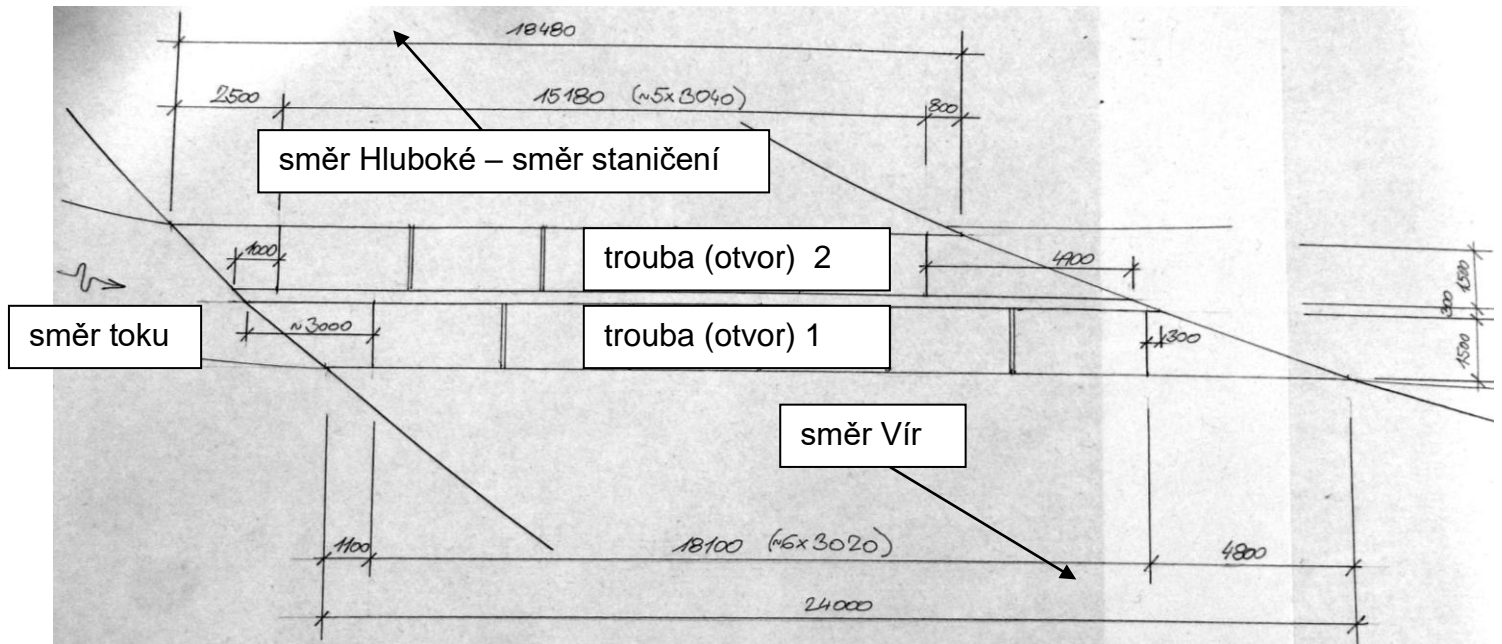 18480
2500
15180 (~5x3040)
800
směr Hluboké – směr staničení
1000
trouba (otvor) 2
4900
směr toku
~3000
trouba (otvor) 1
300
1500
300
1500
směr Vír
1100
18100 (~6x3020)
4800
24000